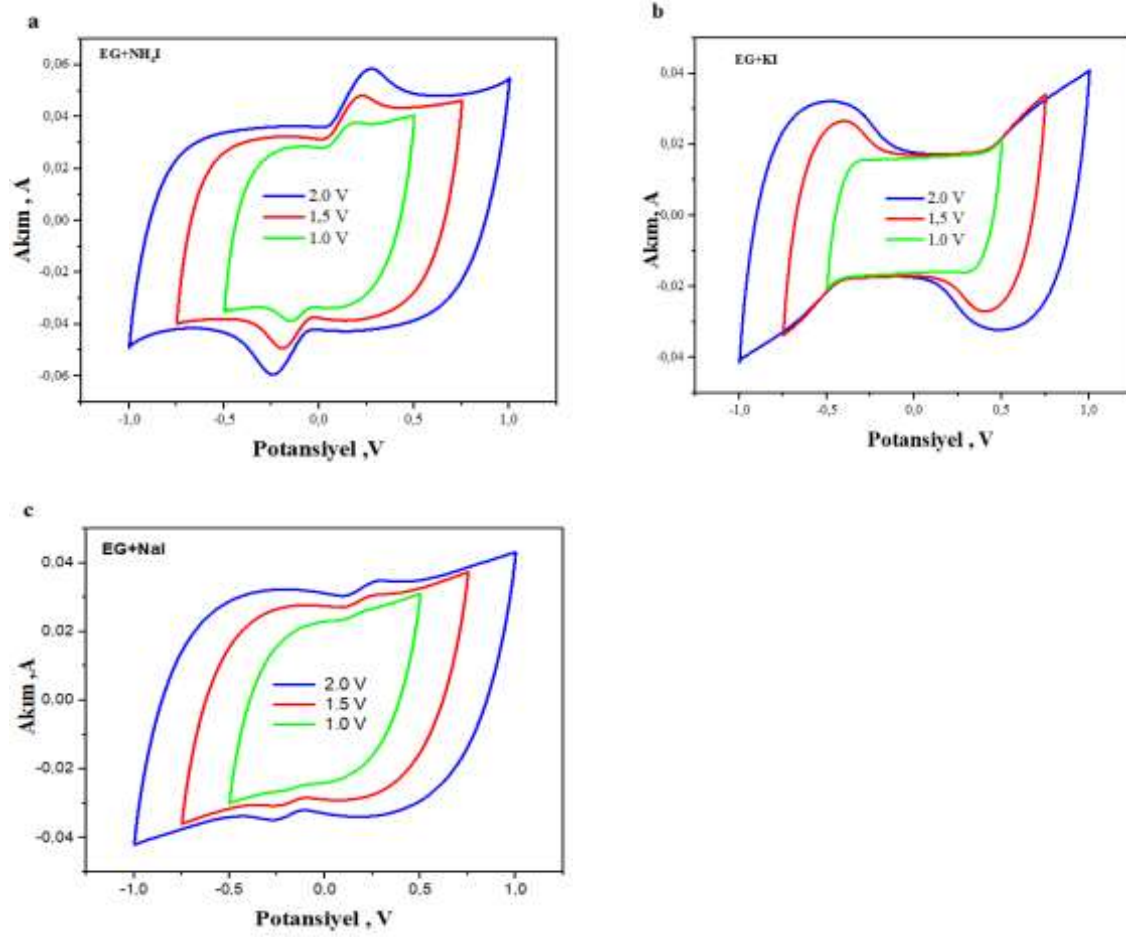 a
EG+NH₄I
0,06
0,04
0,02
0,00
-0,02
-0,04
-0,06
2.0 V
1,5 V
1.0 V
-1,0
-0,5
0,0
0,5
1,0
Akım , A
Potansiyel ,V
b
EG+KI
0,04
0,02
0,00
-0,02
-0,04
2.0 V
1,5 V
1.0 V
-1,0
-0,5
0,0
0,5
1,0
Akım, A
Potansiyel , V
c
EG+NaI
0.04
0.02
0.00
-0.02
-0.04
2.0 V
1.5 V
1.0 V
-1.0
-0.5
0.0
0.5
1.0
Akım ,A
Potansiyel , V